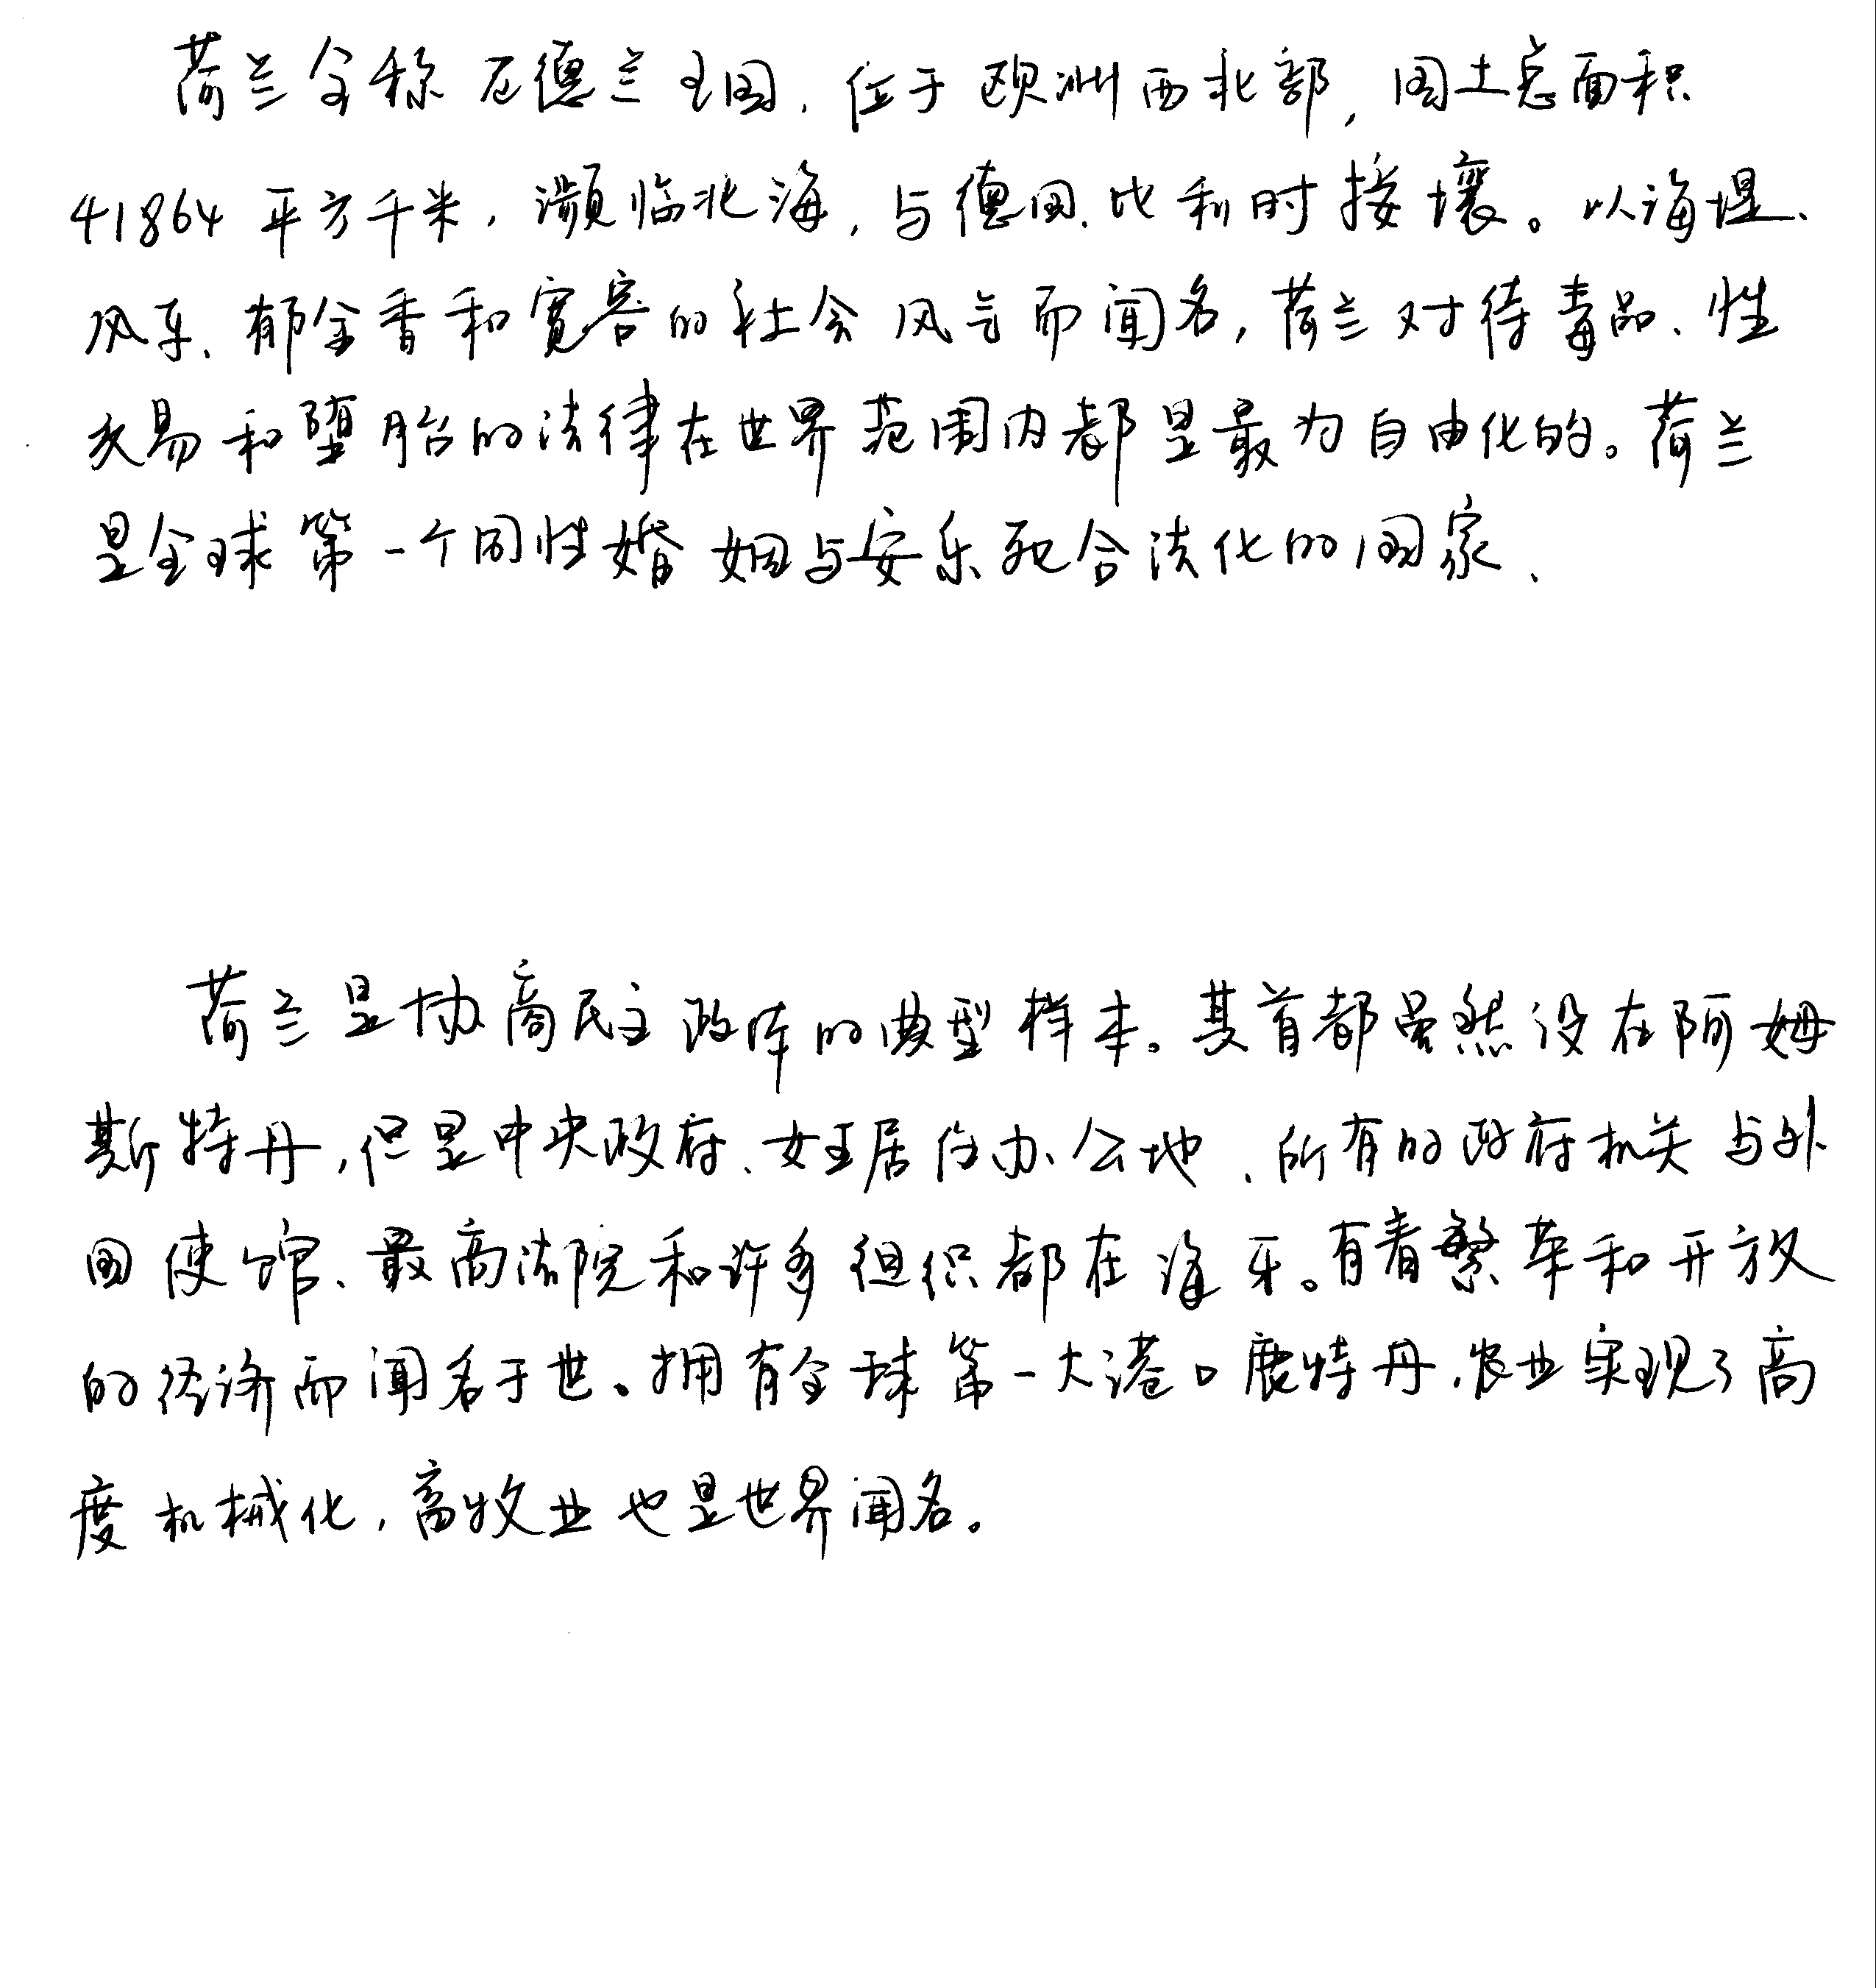 荷兰全称尼德兰王国,位于欧洲西北部,国土总面积
41864平方千米,濒临北海,与德国、比利时接壤。以海堤、
风车、郁金香和宽容的社会风气而闻名,荷兰对待毒品、性
交易和堕胎的法律在世界范围内都是最为自由化的。荷兰
是全球第一个同性婚姻与安乐死合法化的国家、
荷兰是协商民主政体的典型样本。其首都虽然设在阿姆
斯特丹,但是中央政府、女王居住办公地、所有的政府机关与外
国使馆、最高法院和许多组织都在海牙。有着繁华和开放
的经济而闻名于世。拥有全球第一大港口鹿特丹,农业实现了高
度机械化,畜牧业也是世界闻名。